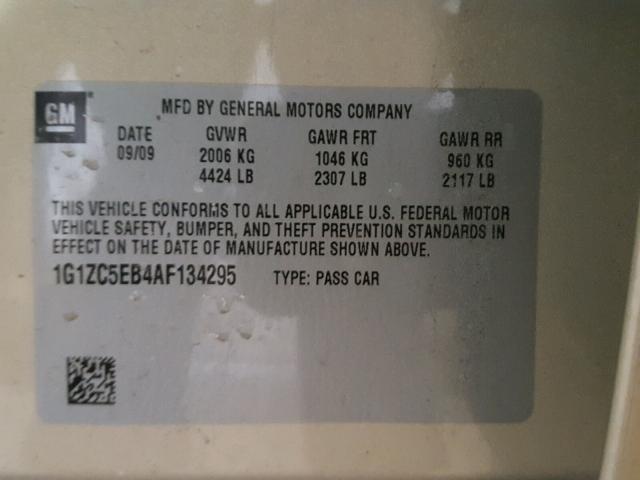 GM
MFD BY GENERAL MOTORS COMPANY
DATE GVWR GAWR FRT GAWR RR
09/09 2006 KG 1046 KG 960 KG
4424 LB 2307 LB 2117 LB
THIS VEHICLE CONFORMS TO ALL APPLICABLE U.S. FEDERAL MOTOR
VEHICLE SAFETY, BUMPER, AND THEFT PREVENTION STANDARDS IN
EFFECT ON THE DATE OF MANUFACTURE SHOWN ABOVE.
1G1ZC5EB4AF134295 TYPE: PASS CAR